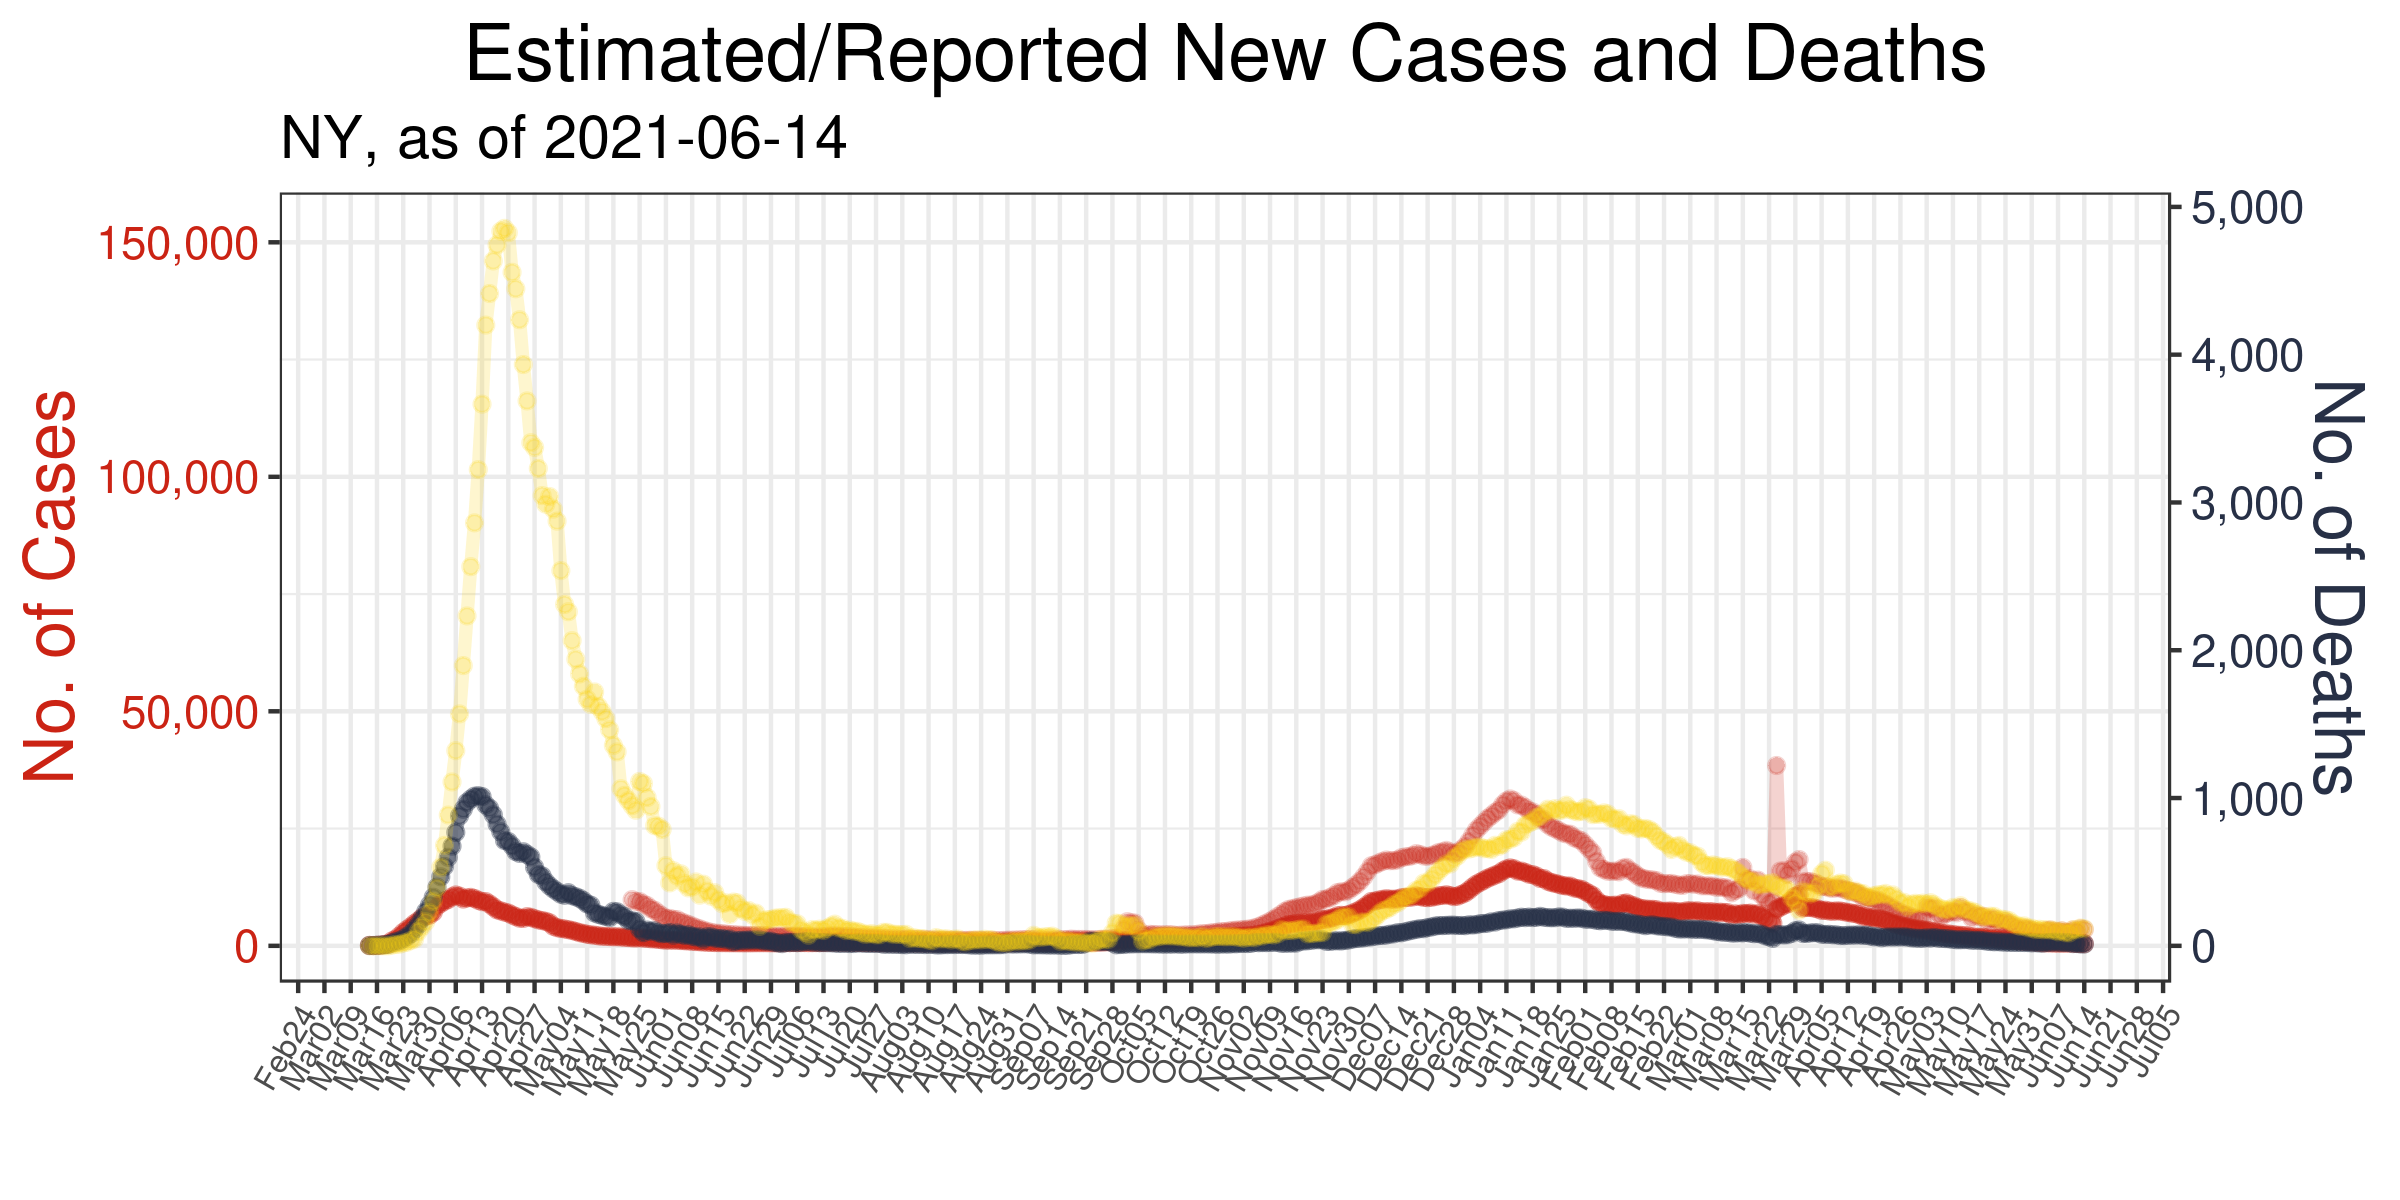 Estimated/Reported New Cases and Deaths
NY, as of 2021-06-14
No. of Cases
150,000
100,000
50,000
0
5,000
4,000
3,000
2,000
1,000
0
No. of Deaths
Feb24
Mar02
Mar09
Mar16
Mar23
Mar30
Apr06
Apr13
Apr20
Apr27
May04
May11
May18
May25
Jun01
Jun08
Jun15
Jun22
Jun29
Jul06
Jul13
Jul20
Jul27
Aug03
Aug10
Aug17
Aug24
Aug31
Sep07
Sep14
Sep21
Sep28
Oct05
Oct12
Oct19
Oct26
Nov02
Nov09
Nov16
Nov23
Nov30
Dec07
Dec14
Dec21
Dec28
Jan04
Jan11
Jan18
Jan25
Feb01
Feb08
Feb15
Feb22
Mar01
Mar08
Mar15
Mar22
Mar29
Apr05
Apr12
Apr19
Apr26
May03
May10
May17
May24
May31
Jun07
Jun14
Jun21
Jun28
Jul05